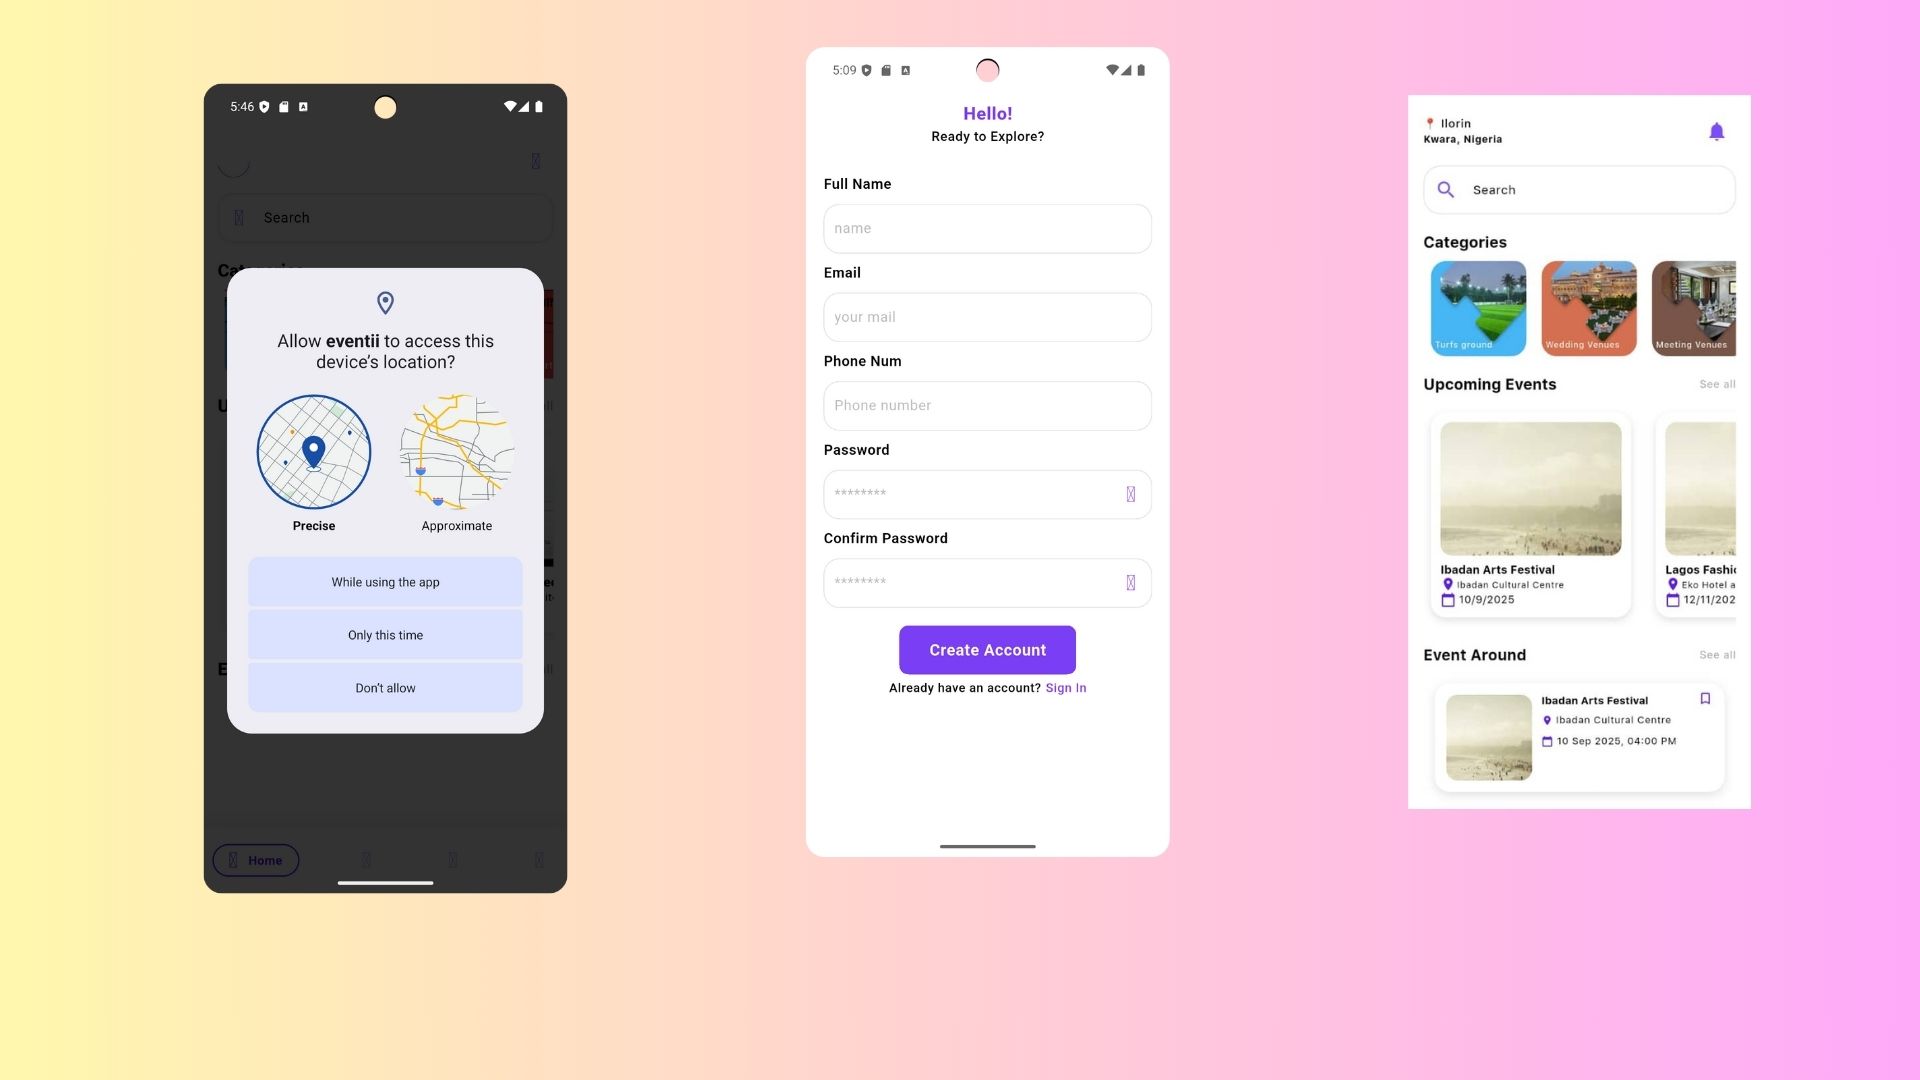 5:46
Search
Categories
Allow eventii to access this
device's location?
Precise
Approximate
While using the app
Only this time
Don't allow
Home
5:09
Hello!
Ready to Explore?
Full Name
name
Email
your mail
Phone Num
Phone number
Password
********
Confirm Password
********
Create Account
Already have an account? Sign In
Ilorin
Kwara, Nigeria
Search
Categories
Turfs ground
Wedding Venues
Meeting Venues
Upcoming Events
See all
Ibadan Arts Festival
Ibadan Cultural Centre
10/9/2025
Lagos Fashi
Eko Hotel a
12/11/202
Event Around
See all
Ibadan Arts Festival
Ibadan Cultural Centre
10 Sep 2025, 04:00 PM